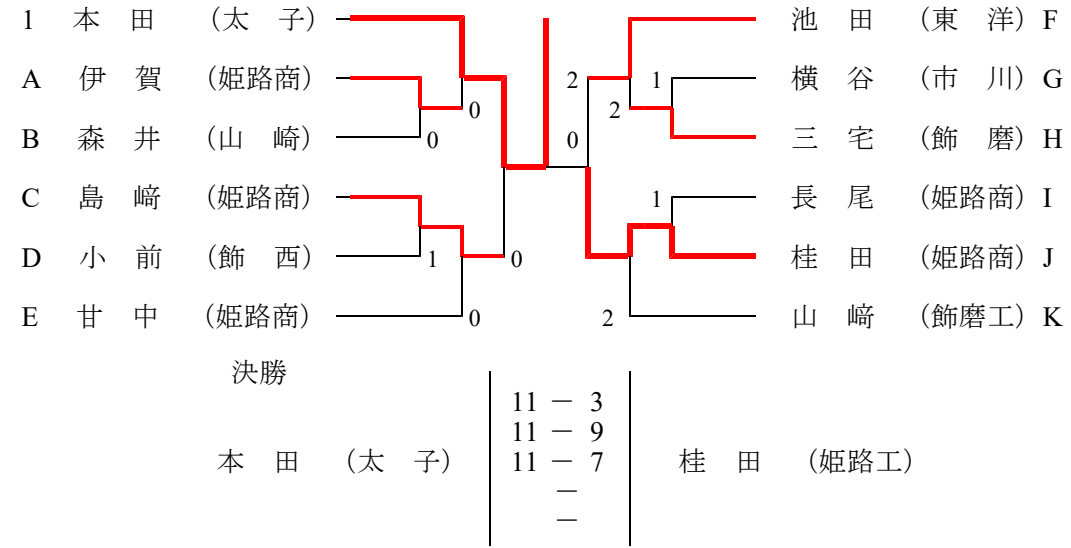 1 本 田 (太 子) 池 田 (東 洋) F
A 伊 賀 (姫路商) 2 1 横 谷 (市 川) G
0 2
B 森 井 (山 崎) 0 0 三 宅 (飾 磨) H
C 島 﨑 (姫路商) 1 長 尾 (姫路商) I
D 小 前 (飾 西) 1 0 桂 田 (姫路商) J
E 甘 中 (姫路商) 0 2 山 﨑 (飾磨工) K
決勝
11 － 3
11 － 9
本 田 (太 子) 11 － 7 桂 田 (姫路工)
－
－